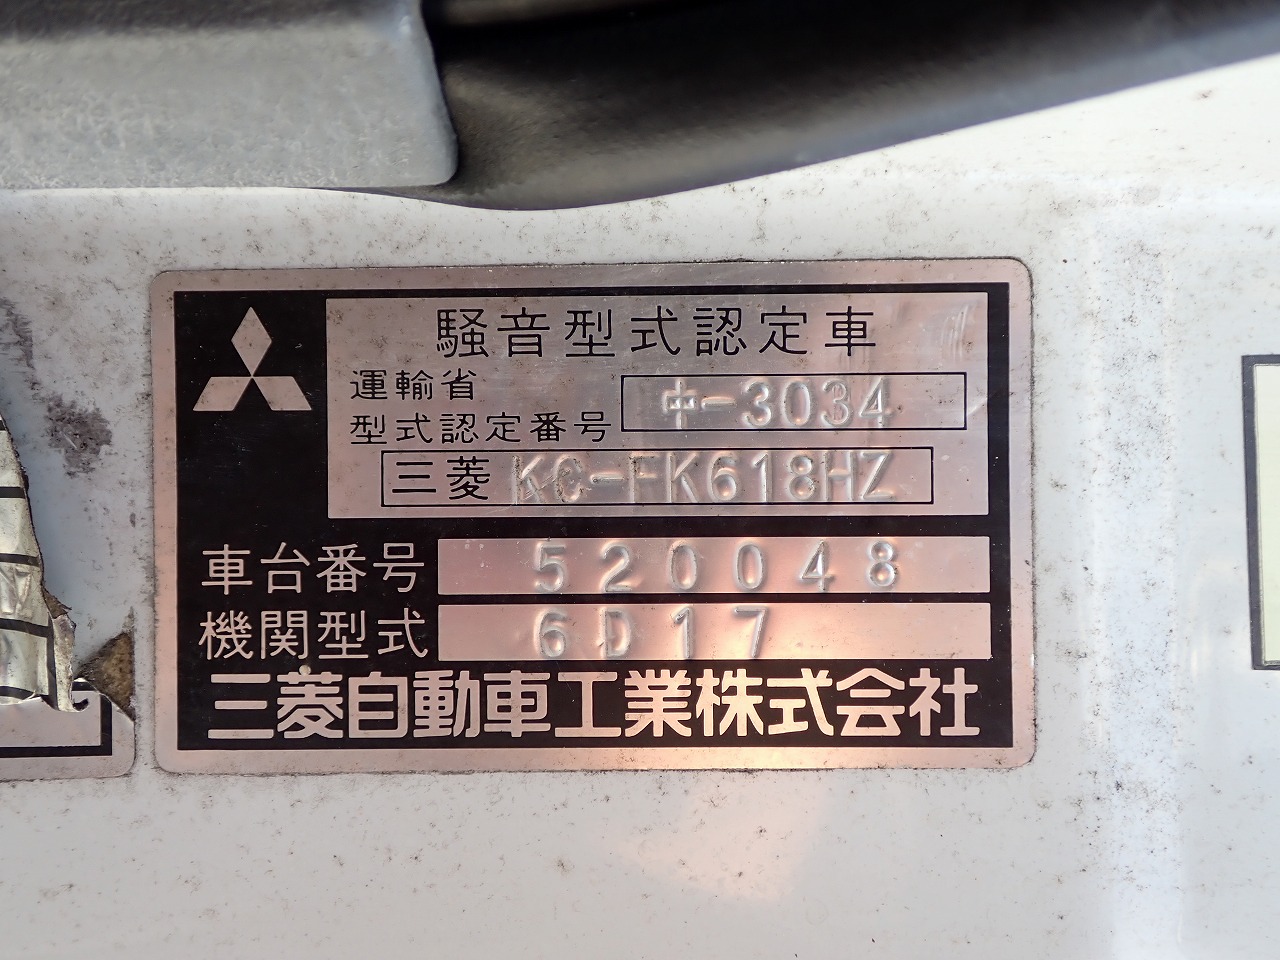 騒音型式認定車
運輸省
型式認定番号 中-3034
三菱 KC-FK618HZ
車台番号 520048
機関型式 6D17
三菱自動車工業株式会社